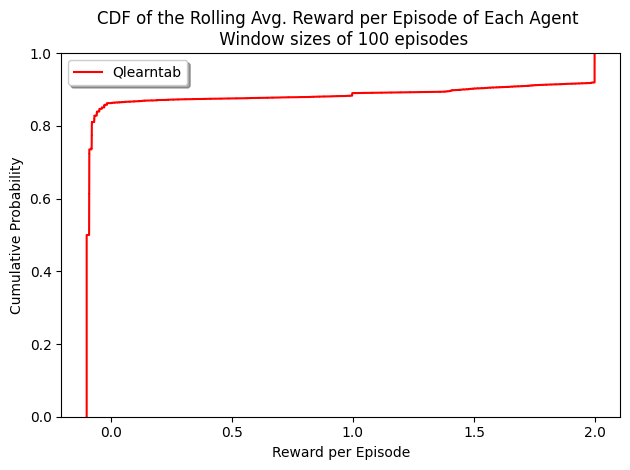 CDF of the Rolling Avg. Reward per Episode of Each Agent
Window sizes of 100 episodes
Qlearntab
1.0
0.8
0.6
0.4
0.2
0.0
Cumulative Probability
0.0 0.5 1.0 1.5 2.0
Reward per Episode